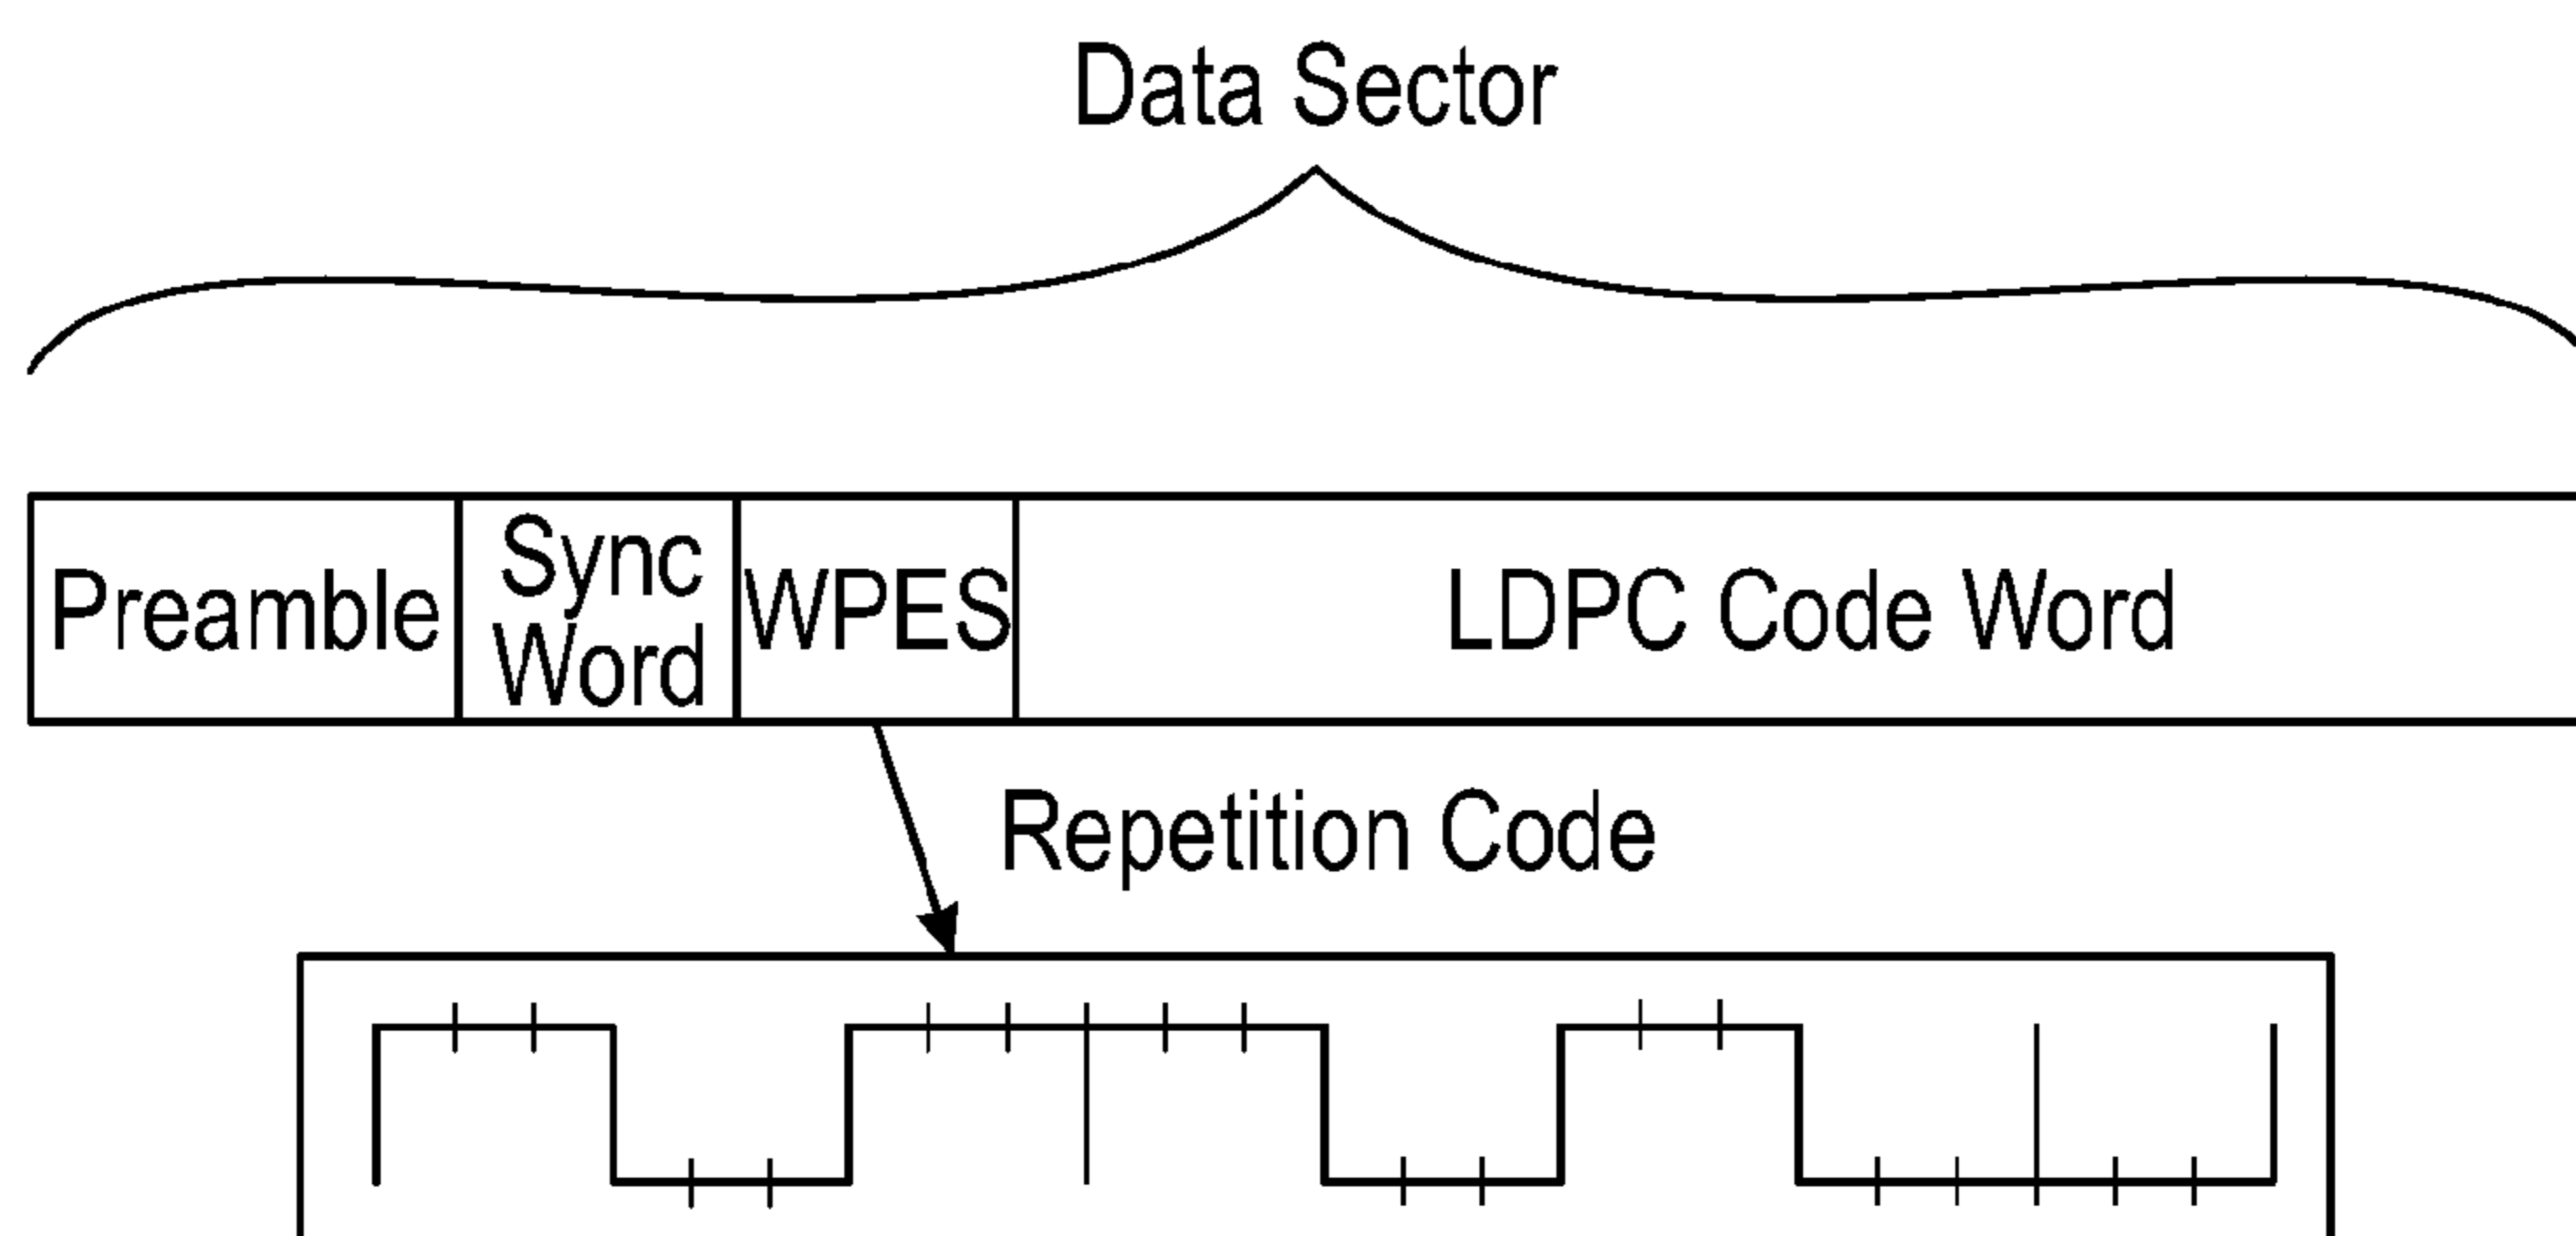 Data Sector
Preamble
Sync
Word
WPES
LDPC Code Word
Repetition Code